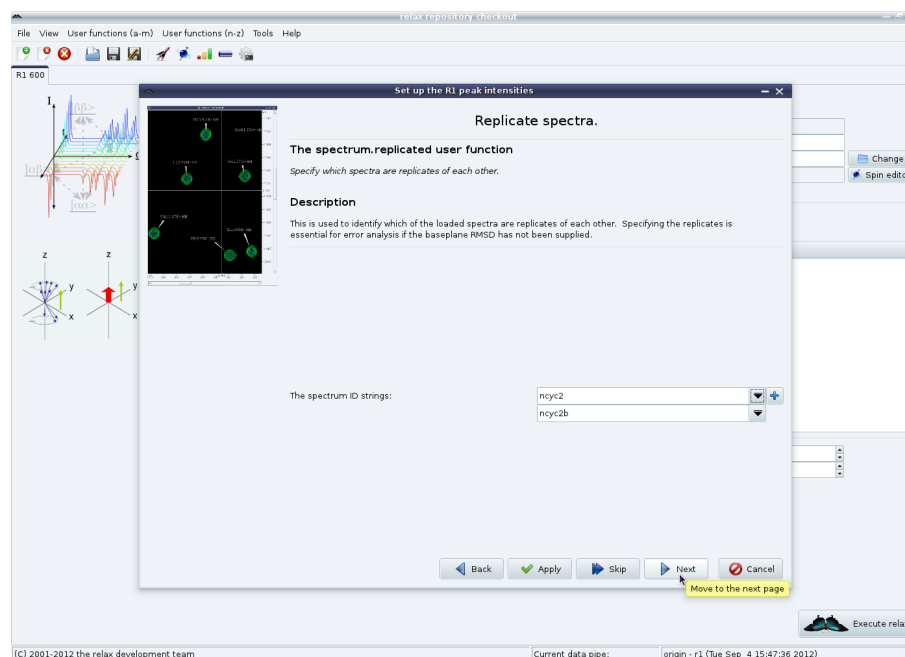 relax repository checkout
File View User functions (a-m) User functions (n-z) Tools Help
R1 600
Set up the R1 peak intensities
Replicate spectra.
The spectrum.replicated user function
Specify which spectra are replicates of each other.
Description
This is used to identify which of the loaded spectra are replicates of each other. Specifying the replicates is
essential for error analysis if the baseplane RMSD has not been supplied.
I
|ββ>
|αβ
|αα>
Change
Spin edito
z z
y y
x x
The spectrum ID strings:
ncyc2
ncyc2b
Back Apply Skip Next Cancel
Move to the next page
Execute rela
(C) 2001-2012 the relax development team
Current data pipe:
origin - r1 (Tue Sep 4 15:47:36 2012)